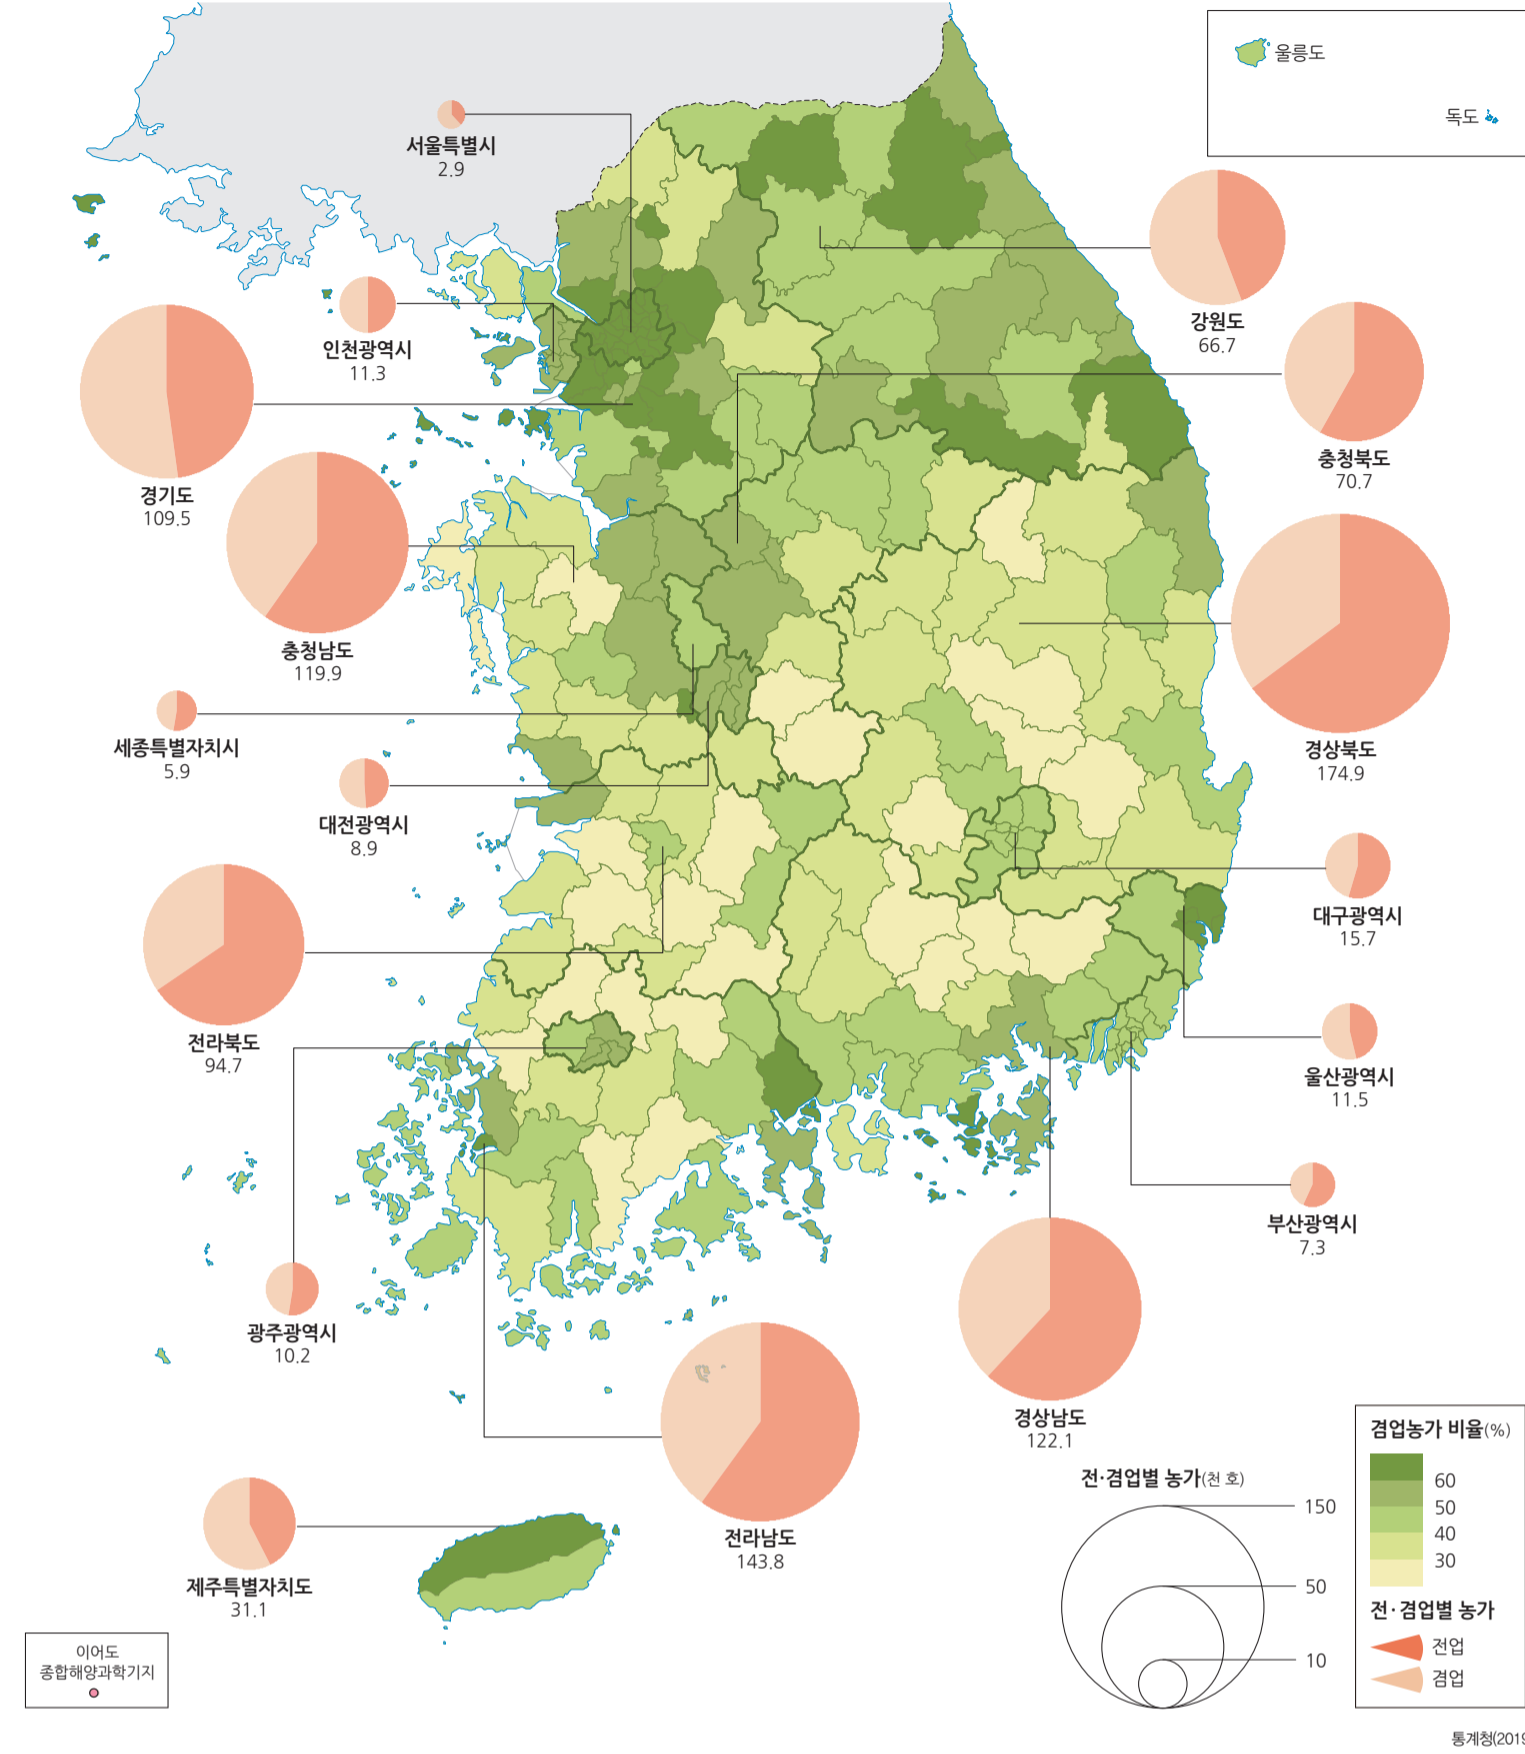 울릉도
독도
서울특별시
2.9
강원도
66.7
인천광역시
11.3
충청북도
70.7
경기도
109.5
충청남도
119.9
경상북도
174.9
세종특별자치시
5.9
대전광역시
8.9
대구광역시
15.7
전라북도
94.7
울산광역시
11.5
부산광역시
7.3
광주광역시
10.2
경상남도
122.1
전라남도
143.8
제주특별자치도
31.1
이어도
종합해양과학기지
전·겸업별 농가(천 호)
150
50
10
겸업농가 비율(%)
60
50
40
30
전·겸업별 농가
전업
겸업
통계청(2019